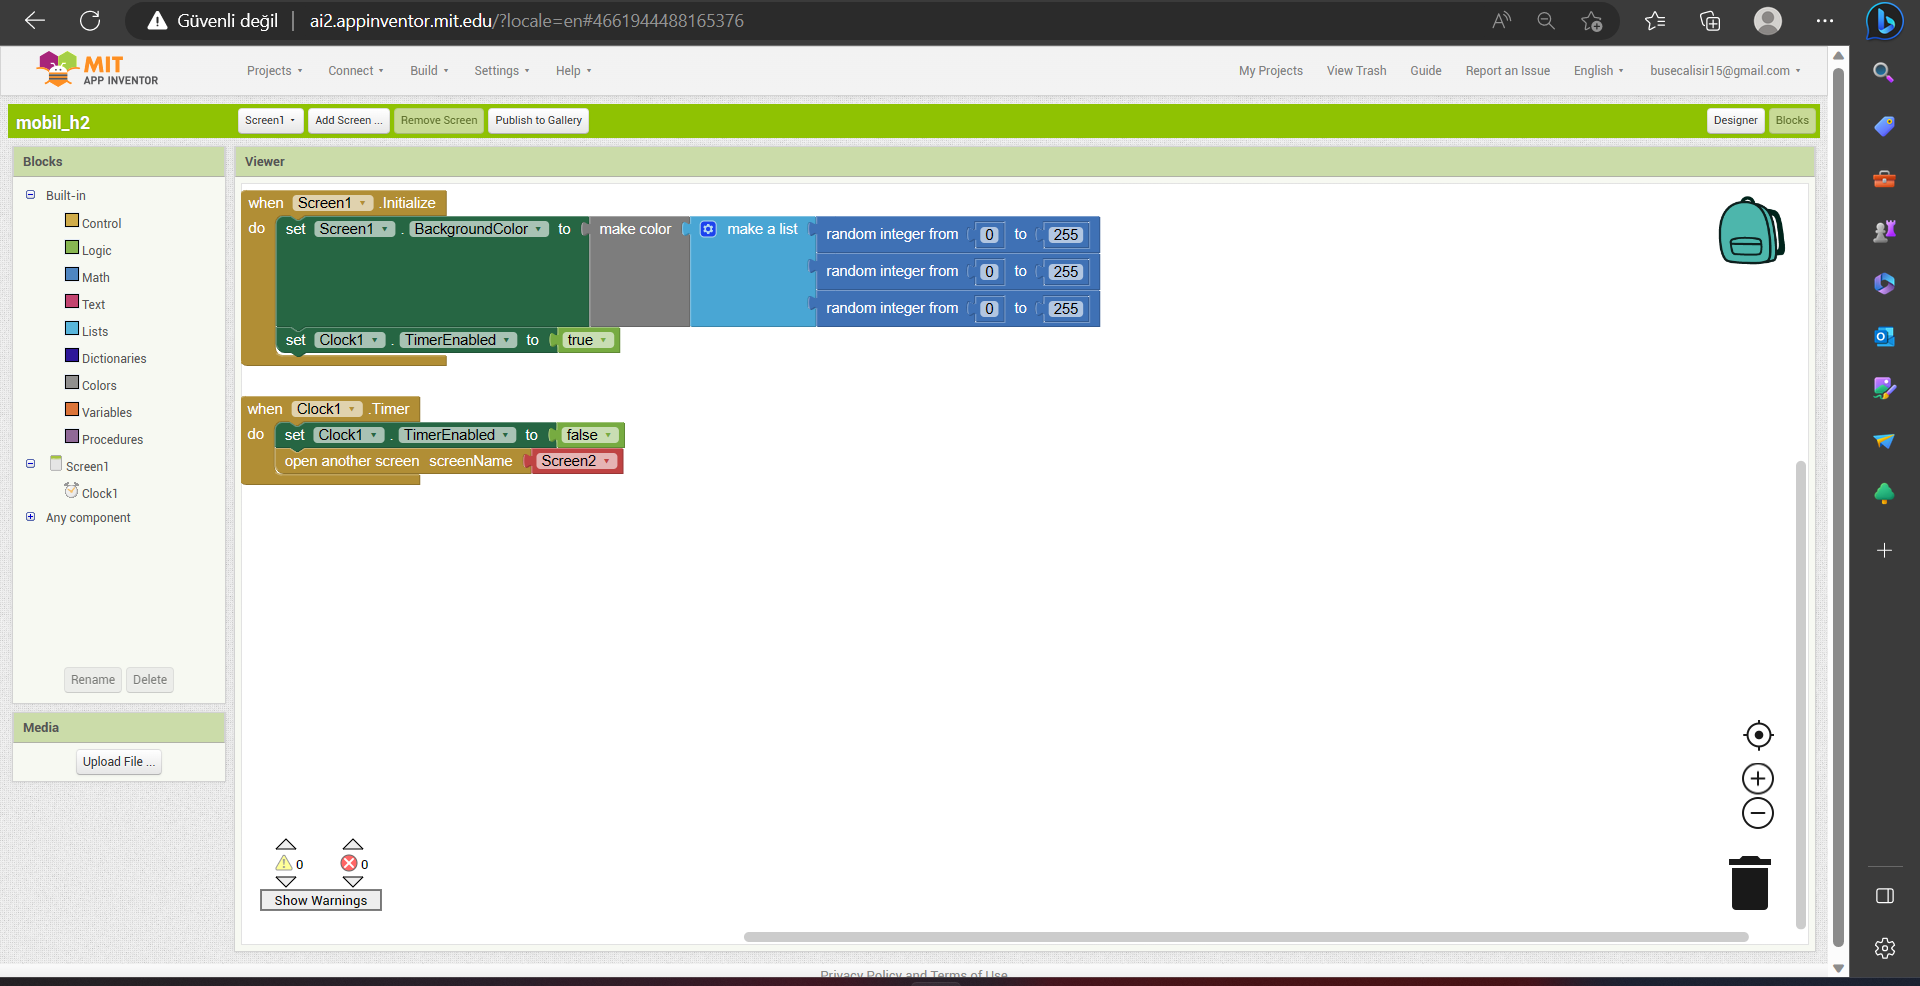 Güvenli değil | ai2.appinventor.mit.edu/?locale=en#4661944488165376
MIT
APP INVENTOR
Projects Connect Build Settings Help My Projects View Trash Guide Report an Issue English busecalisir15@gmail.com
mobil_h2 Screen1 Add Screen ... Remove Screen Publish to Gallery Designer Blocks
Blocks
Built-in
Control
Logic
Math
Text
Lists
Dictionaries
Colors
Variables
Procedures
Screen1
Clock1
Any component
Rename Delete
Media
Upload File ...
Viewer
when Screen1 .Initialize
do set Screen1 . BackgroundColor to make color make a list random integer from 0 to 255
random integer from 0 to 255
random integer from 0 to 255
set Clock1 . TimerEnabled to true
when Clock1 .Timer
do set Clock1 . TimerEnabled to false
open another screen screenName Screen2
0 0
Show Warnings
Privacy Policy and Terms of Use